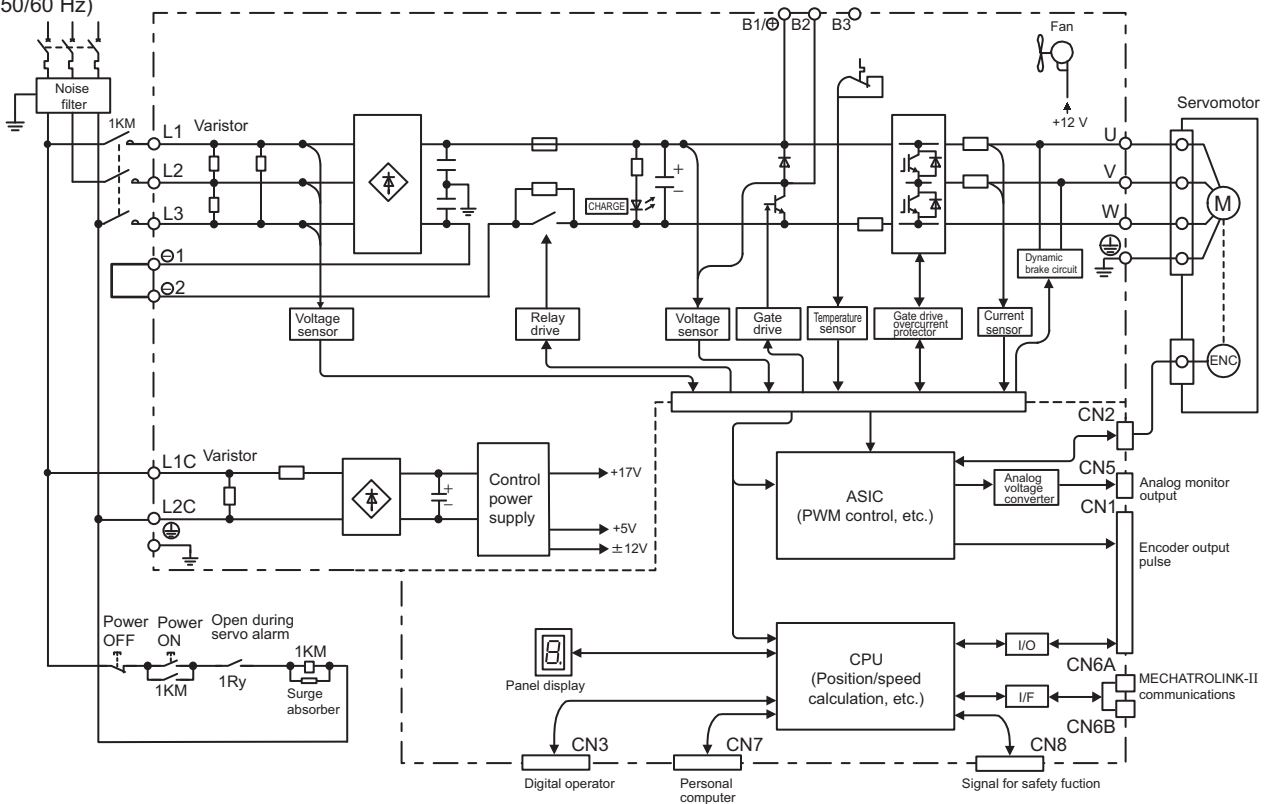 50/60 Hz)
B1/⊕ B2 B3
Fan
+12 V
Noise
filter
1KM
L1
Varistor
L2
L3
⊖1
⊖2
CHARGE
U
V
W
Servomotor
M
ENC
Dynamic
brake circuit
Voltage
sensor
Relay
drive
Voltage
sensor
Gate
drive
Temperature
sensor
Gate drive
overcurrent
protector
Current
sensor
L1C
Varistor
L2C
Control
power
supply
+17V
+5V
±12V
ASIC
(PWM control, etc.)
Analog
voltage
converter
CN2
CN5
Analog monitor
output
CN1
Encoder output
pulse
Power
OFF
Power
ON
Open during
servo alarm
1KM
1KM
1Ry
Surge
absorber
8.
Panel display
CPU
(Position/speed
calculation, etc.)
I/O
I/F
CN6A
MECHATROLINK-II
communications
CN6B
CN3
CN7
CN8
Digital operator
Personal
computer
Signal for safety fuction